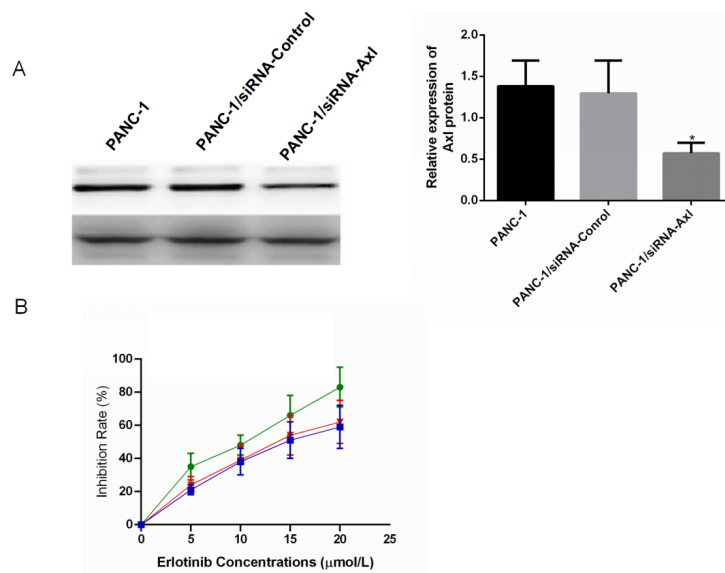 A
PANC-1
PANC-1/siRNA-Control
PANC-1/siRNA-Axl
Relative expression of
Axl protein
2.0
1.5
1.0
0.5
0.0
*
PANC-1
PANC-1/siRNA-Control
PANC-1/siRNA-Axl
B
Inhibition Rate (%)
100
80
60
40
20
0
0 5 10 15 20 25
Erlotinib Concentrations (μmol/L)